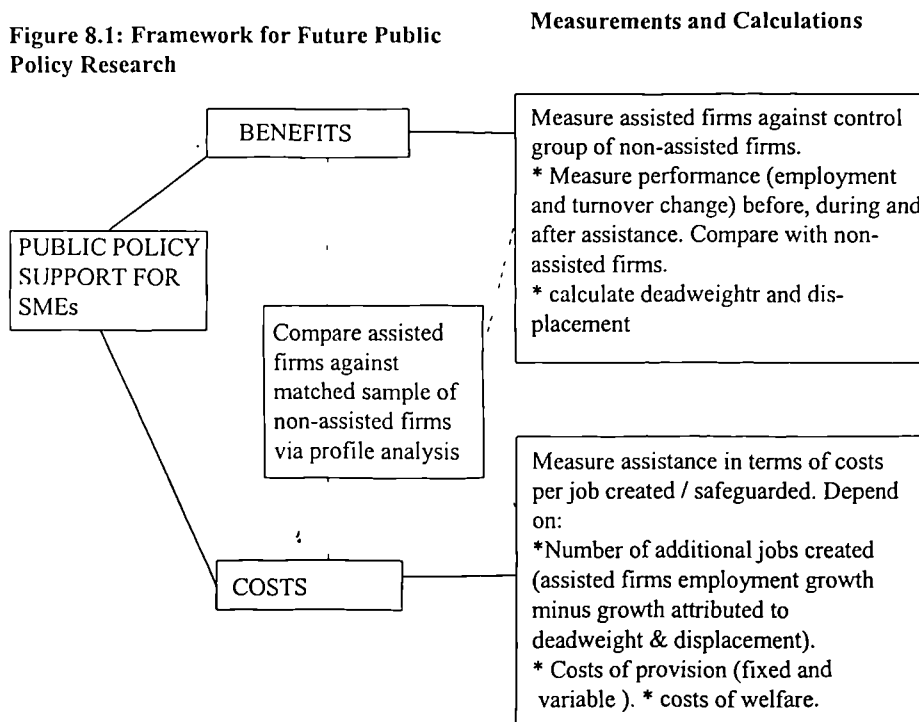 Measurements and Calculations
Figure 8.1: Framework for Future Public
Policy Research
BENEFITS
Measure assisted firms against control
group of non-assisted firms.
* Measure performance (employment
and turnover change) before, during and
after assistance. Compare with non-
assisted firms.
* calculate deadweightr and dis-
placement
PUBLIC POLICY
SUPPORT FOR
SMEs
Compare assisted
firms against
matched sample of
non-assisted firms
via profile analysis
Measure assistance in terms of costs
per job created / safeguarded. Depend
on:
*Number of additional jobs created
(assisted firms employment growth
minus growth attributed to
deadweight & displacement).
* Costs of provision (fixed and
variable ). * costs of welfare.
COSTS